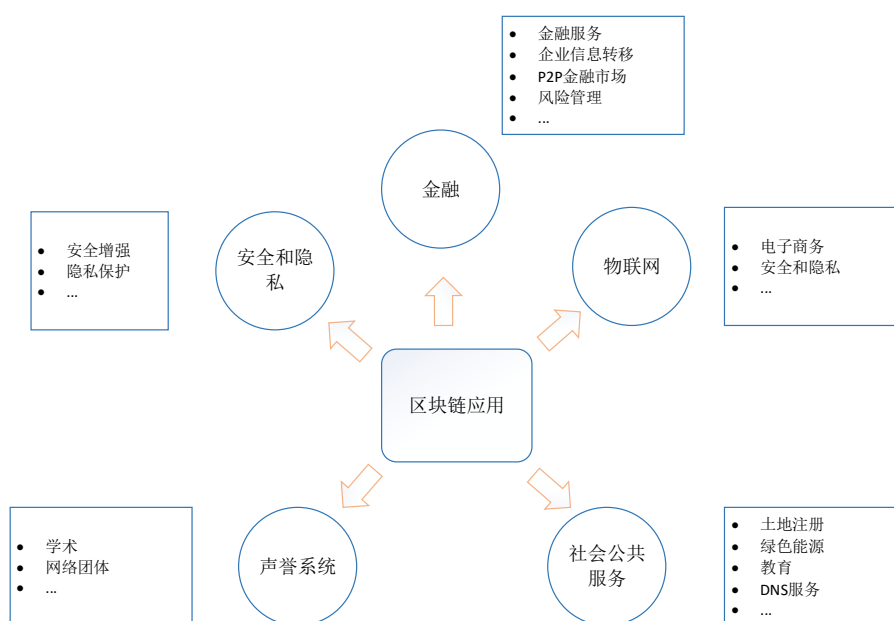 金融服务
企业信息转移
P2P金融市场
风险管理
...
金融
安全增强
隐私保护
...
安全和隐
私
物联网
电子商务
安全和隐私
...
区块链应用
学术
网络团体
...
声誉系统
社会公共
服务
土地注册
绿色能源
教育
DNS服务
...